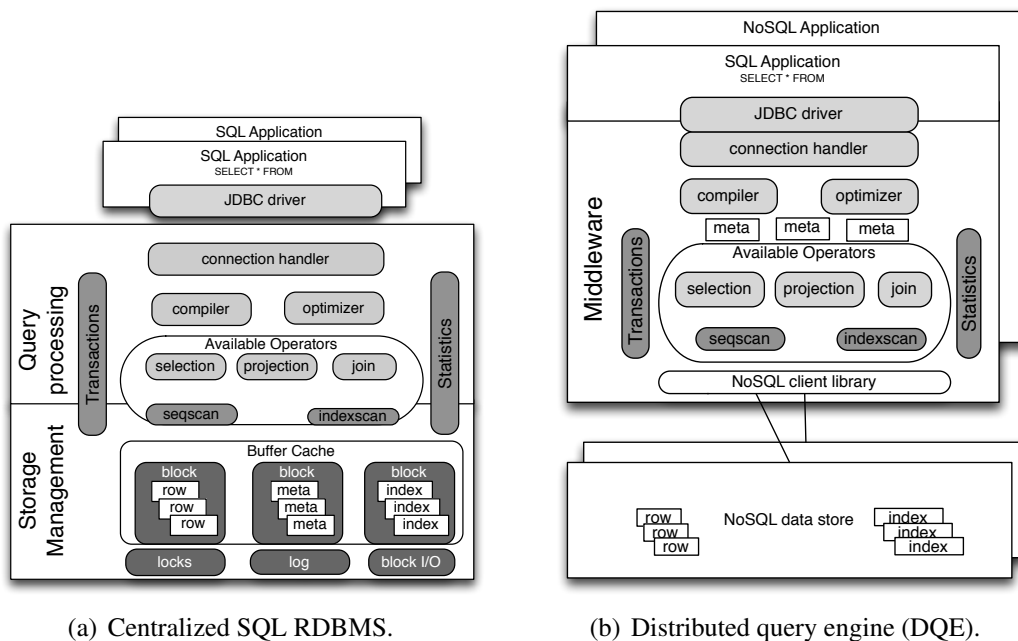 SQL Application
SQL Application
SELECT * FROM
JDBC driver
Query processing
Storage Management
Transactions
Statistics
connection handler
compiler
optimizer
Available Operators
selection
projection
join
seqscan
indexscan
Buffer Cache
block
row
row
row
block
meta
meta
meta
block
index
index
index
locks
log
block I/O
(a) Centralized SQL RDBMS.
NoSQL Application
SQL Application
SELECT * FROM
JDBC driver
connection handler
Middleware
compiler
optimizer
meta
meta
meta
Transactions
Statistics
Available Operators
selection
projection
join
seqscan
indexscan
NoSQL client library
NoSQL data store
row
row
row
index
index
index
(b) Distributed query engine (DQE).